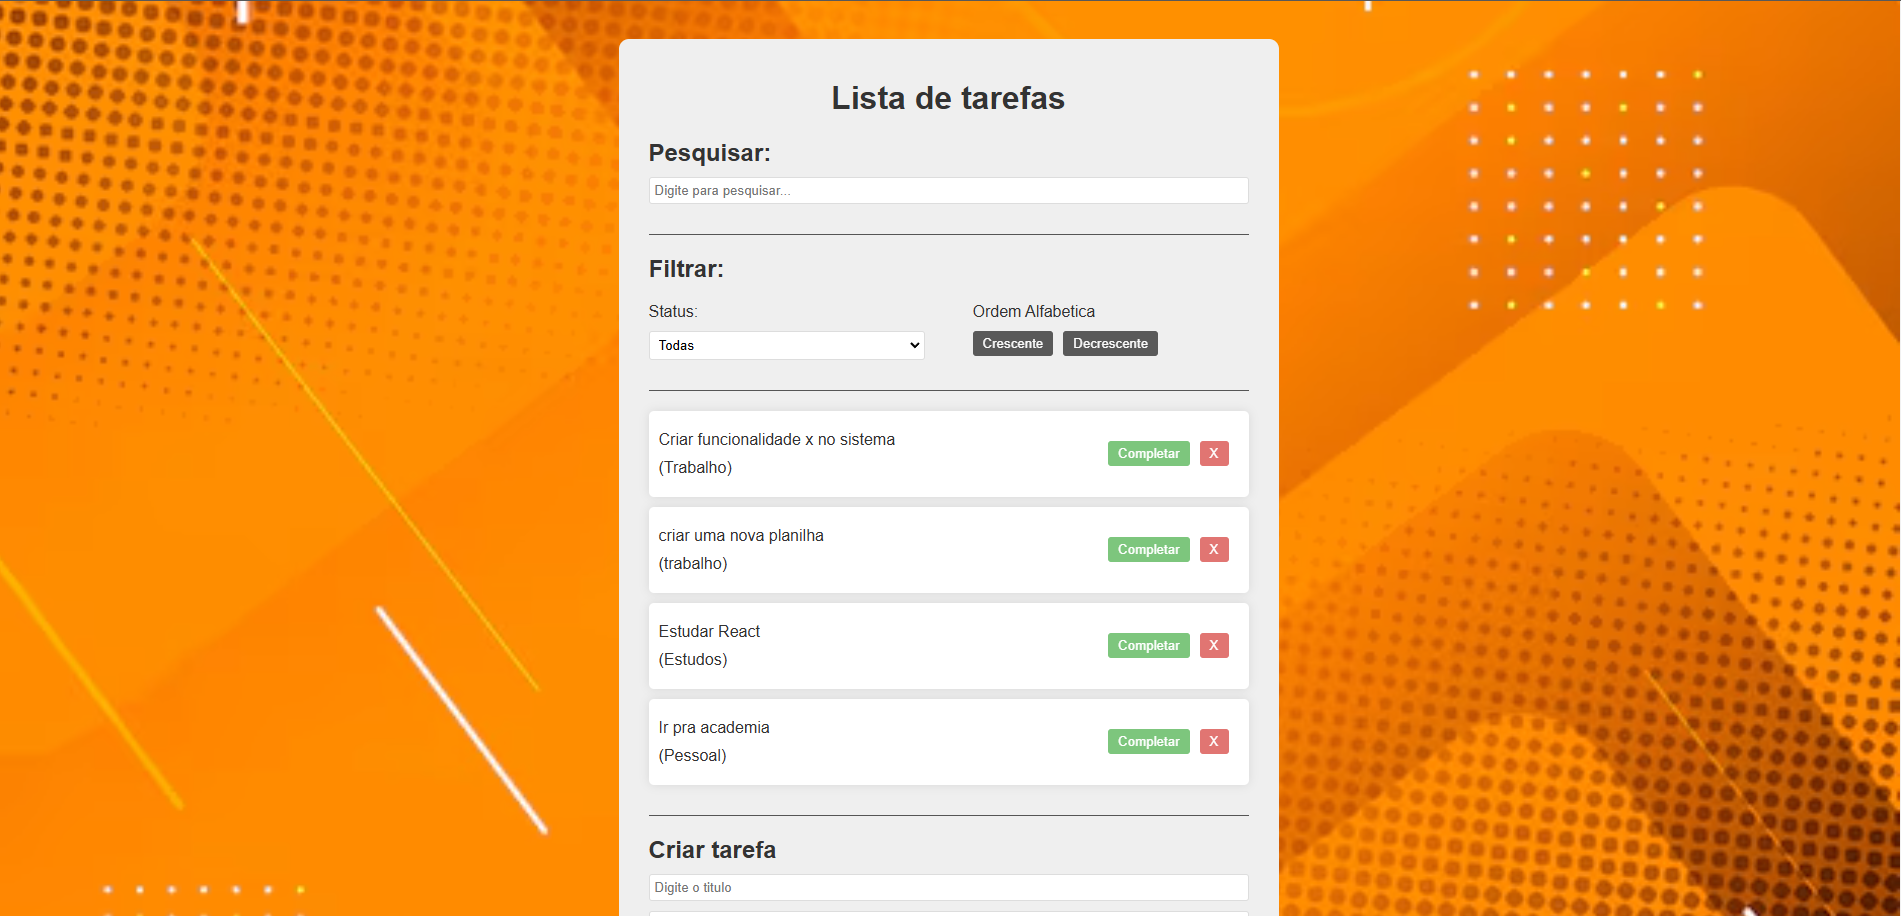 Lista de tarefas
Pesquisar:
Digite para pesquisar...
Filtrar:
Status:
Todas
Ordem Alfabetica
Crescente Decrescente
Criar funcionalidade x no sistema
(Trabalho)
Completar X
criar uma nova planilha
(trabalho)
Completar X
Estudar React
(Estudos)
Completar X
Ir pra academia
(Pessoal)
Completar X
Criar tarefa
Digite o titulo